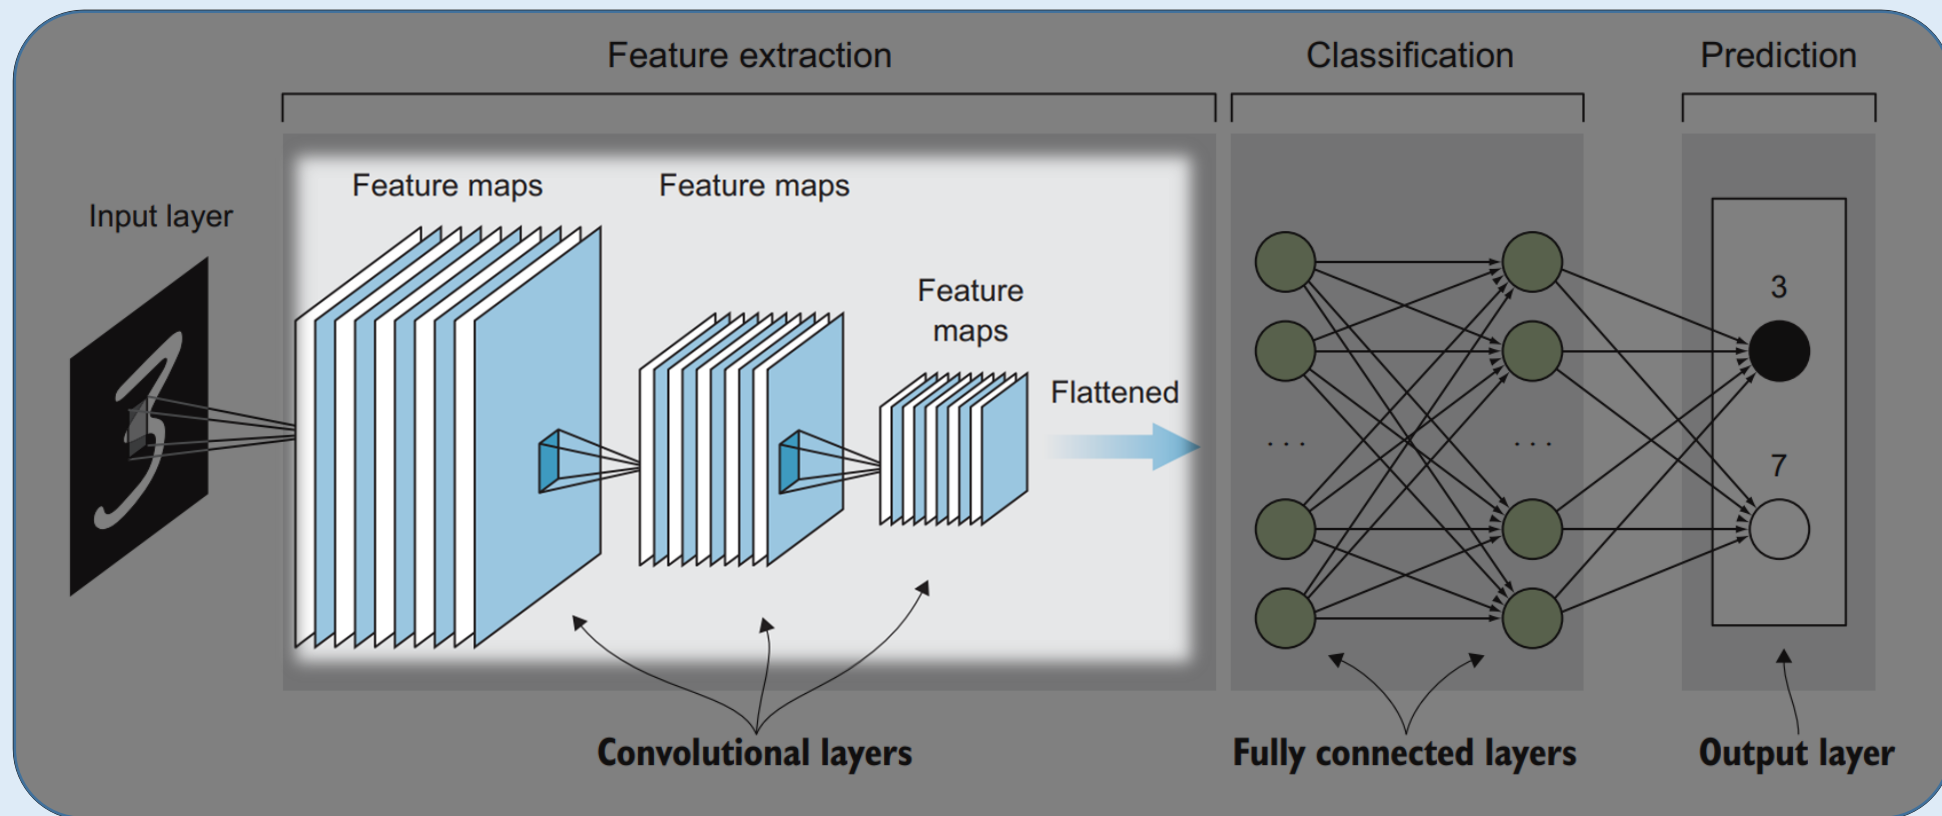 Feature extraction
Classification
Prediction
Input layer
Feature maps
Feature maps
Feature
maps
Flattened
3
7
. . .
. . .
Convolutional layers
Fully connected layers
Output layer